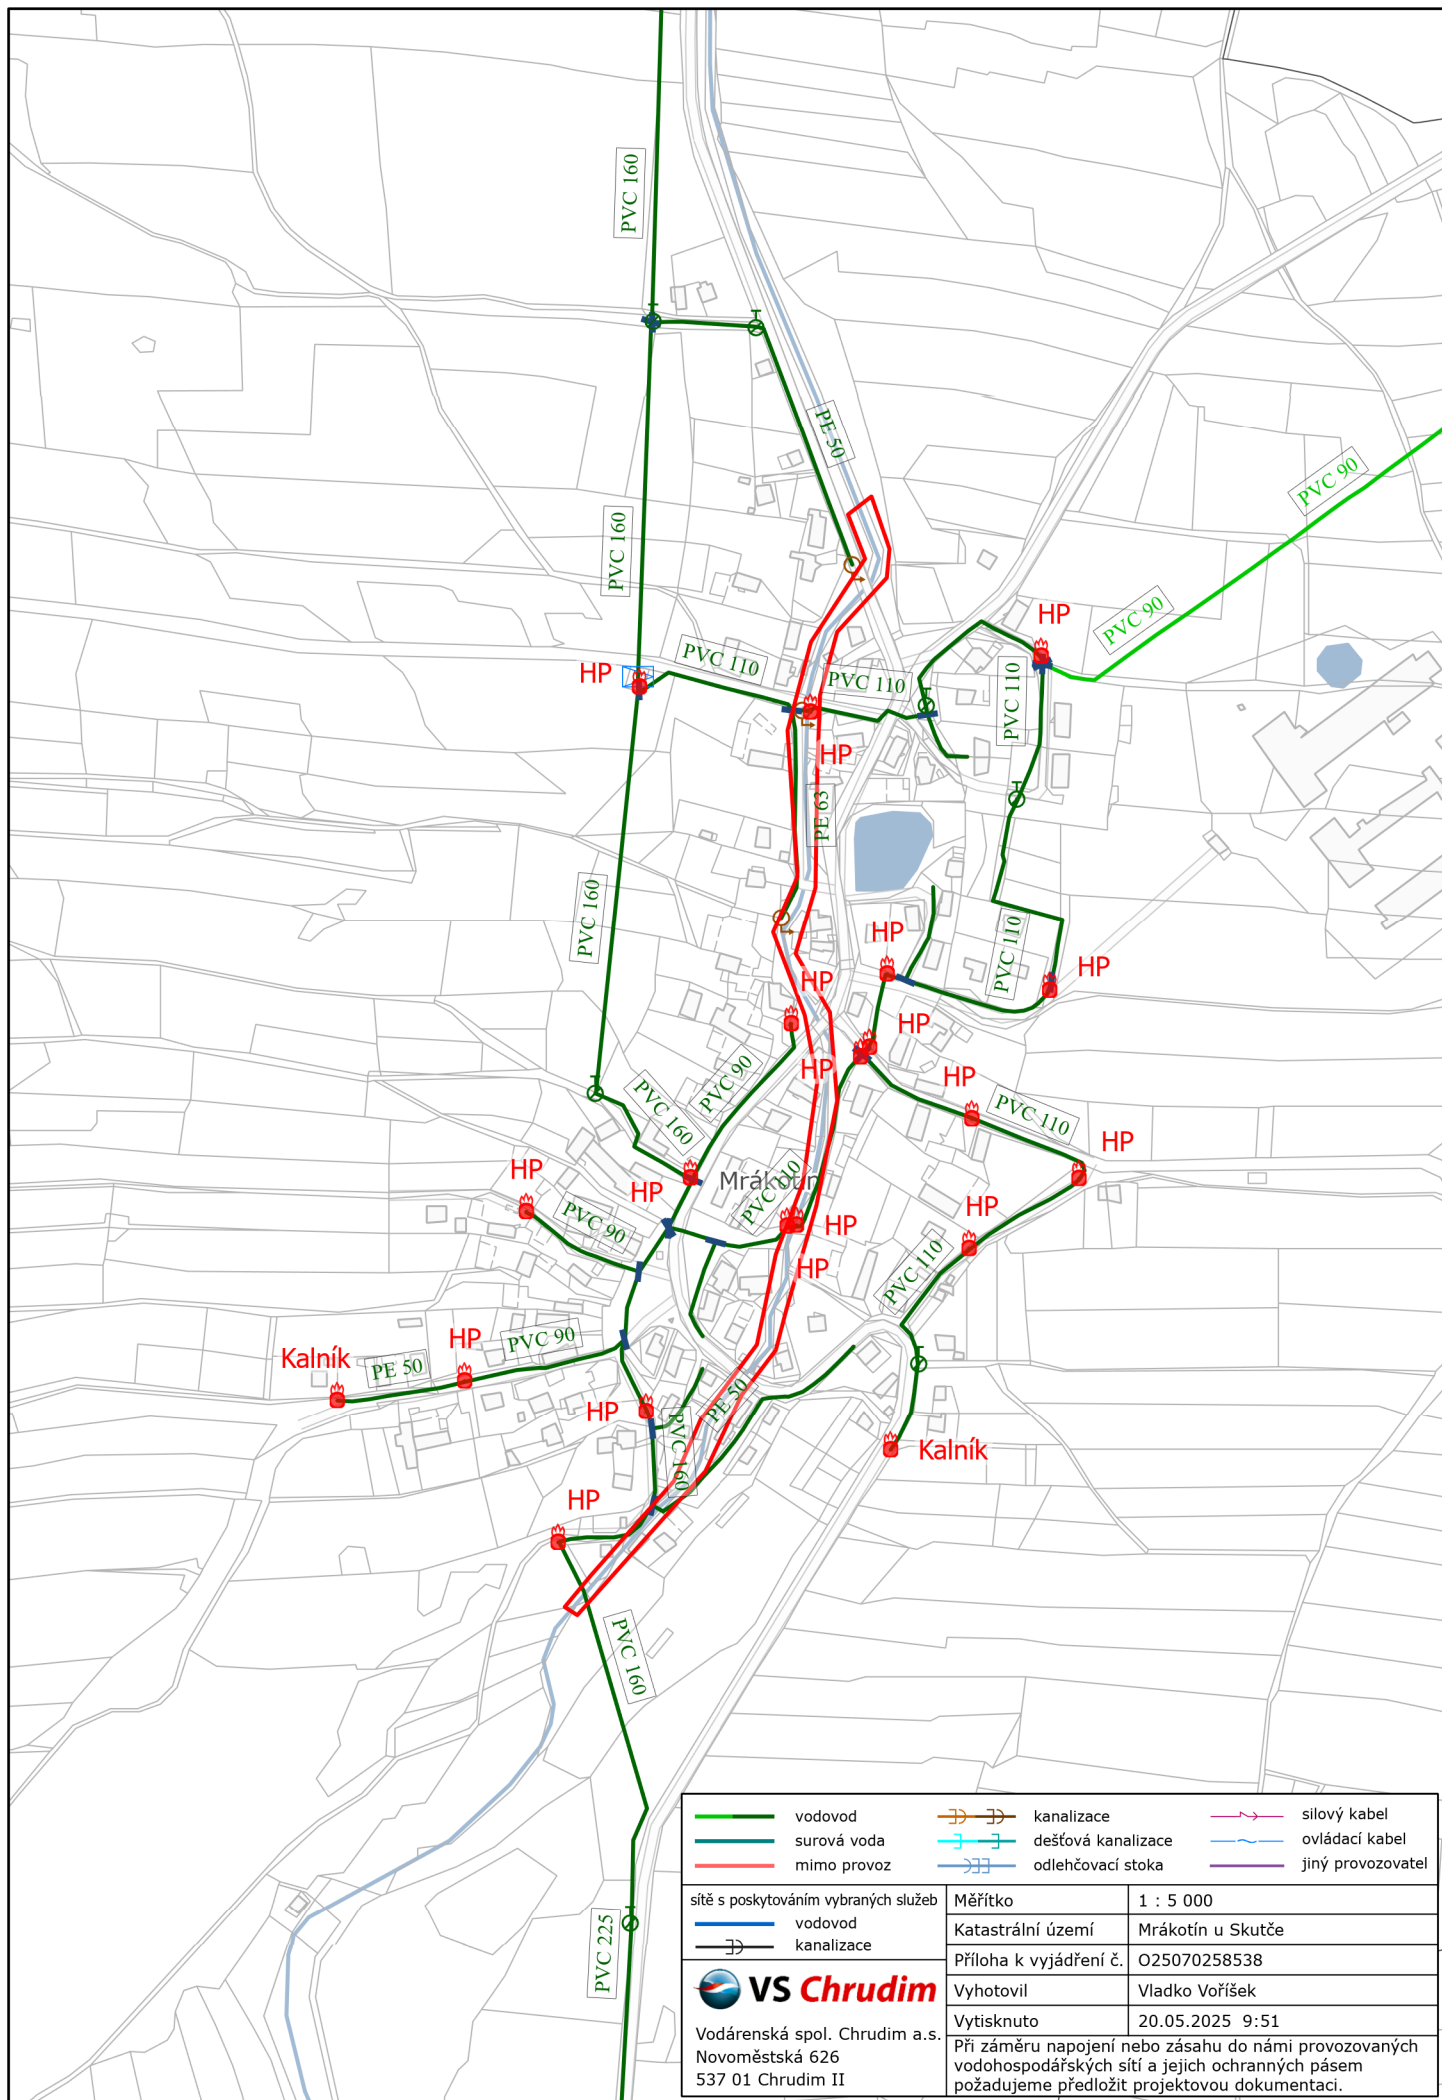 PVC 160
PE 50
PVC 90
PVC 160
PVC 90
HP
PVC 110
HP
PVC 110
PVC 110
HP
PE 63
PVC 160
HP
PVC 110
HP
HP
HP
HP
PVC 90
HP
PVC 160
PVC 110
HP
HP
Mrákotín
HP
PVC 110
PVC 90
HP
HP
PVC 110
HP
PVC 90
HP
Kalník
PE 50
PE 50
HP
PVC 160
Kalník
HP
PVC 160
PVC 225
vodovod
kanalizace
silový kabel
surová voda
dešťová kanalizace
ovládací kabel
mimo provoz
odlehčovací stoka
jiný provozovatel
sítě s poskytováním vybraných služeb
vodovod
kanalizace
Měřítko 1 : 5 000
Katastrální území Mrákotín u Skutče
Příloha k vyjádření č. O25070258538
Vyhotovil Vladko Voříšek
Vytisknuto 20.05.2025 9:51
VS Chrudim
Vodárenská spol. Chrudim a.s.
Novoměstská 626
537 01 Chrudim II
Při záměru napojení nebo zásahu do námi provozovaných
vodohospodářských sítí a jejich ochranných pásem
požadujeme předložit projektovou dokumentaci.